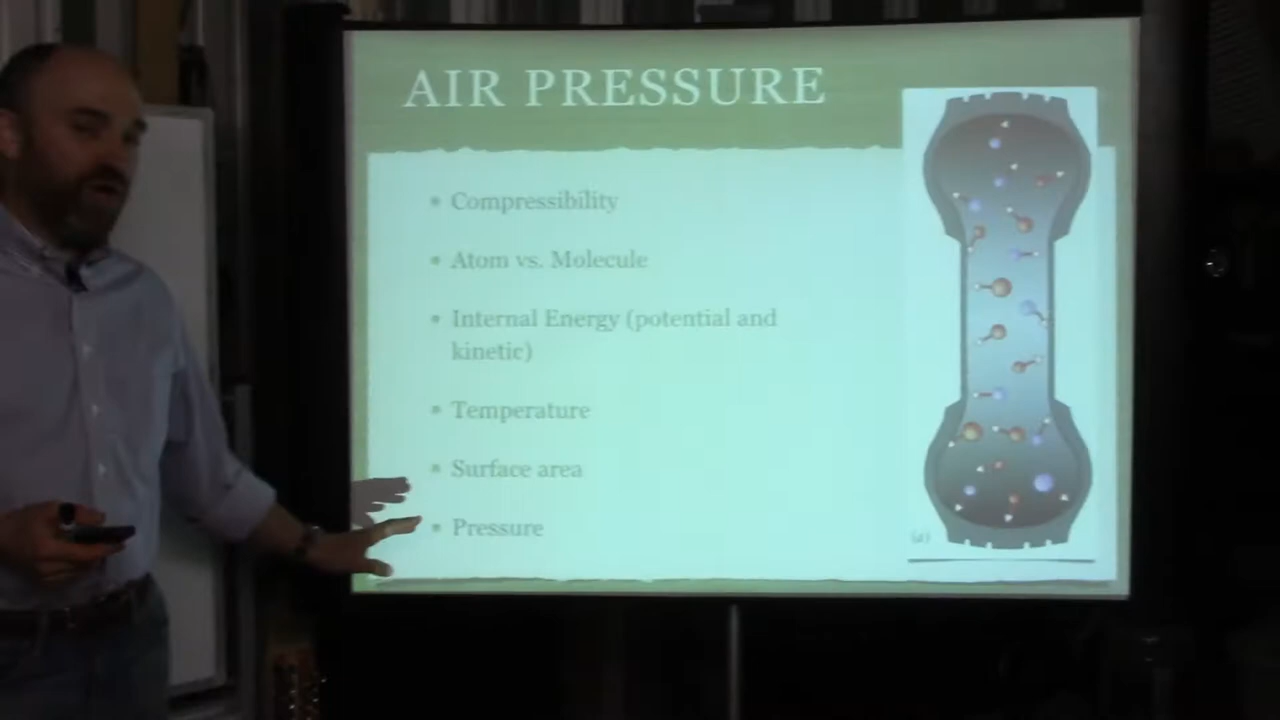 AIR PRESSURE
• Compressibility
• Atom vs. Molecule
• Internal Energy (potential and
kinetic)
• Temperature
• Surface area
• Pressure
(a)